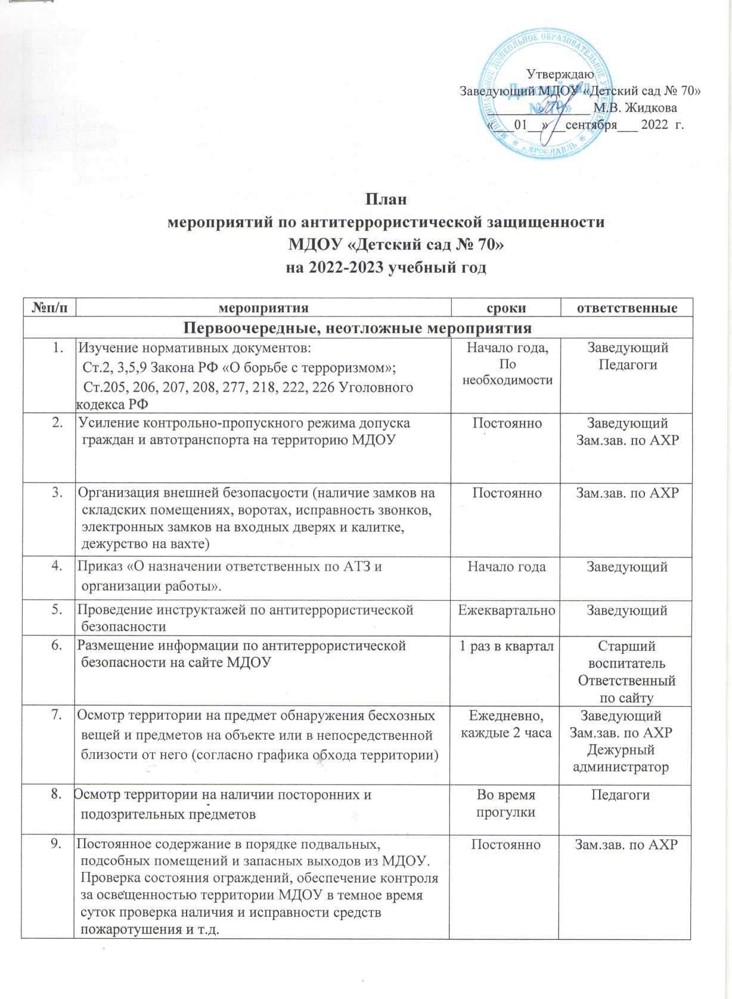 МУНИЦИПАЛЬНОЕ ДОШКОЛЬНОЕ ОБРАЗОВАТЕЛЬНОЕ УЧРЕЖДЕНИЕ
г. ЯРОСЛАВЛЬ
«Детский сад
№ 70»
Утверждаю
Заведующий МДОУ «Детский сад № 70»
_______________ М.В. Жидкова
«___01__» __сентября___ 2022 г.
План
мероприятий по антитеррористической защищенности
МДОУ «Детский сад № 70»
на 2022-2023 учебный год
№п/п мероприятия сроки ответственные
Первоочередные, неотложные мероприятия
1. Изучение нормативных документов: Начало года, Заведующий
Ст.2, 3,5,9 Закона РФ «О борьбе с терроризмом»; По Педагоги
Ст.205, 206, 207, 208, 277, 218, 222, 226 Уголовного необходимости
кодекса РФ
2. Усиление контрольно-пропускного режима допуска Постоянно Заведующий
граждан и автотранспорта на территорию МДОУ Зам.зав. по АХР
3. Организация внешней безопасности (наличие замков на Постоянно Зам.зав. по АХР
складских помещениях, воротах, исправность звонков,
электронных замков на входных дверях и калитке,
дежурство на вахте)
4. Приказ «О назначении ответственных по АТЗ и Начало года Заведующий
организации работы».
5. Проведение инструктажей по антитеррористической Ежеквартально Заведующий
безопасности
6. Размещение информации по антитеррористической 1 раз в квартал Старший
безопасности на сайте МДОУ воспитатель
Ответственный
по сайту
7. Осмотр территории на предмет обнаружения бесхозных Ежедневно, Заведующий
вещей и предметов на объекте или в непосредственной каждые 2 часа Зам.зав. по АХР
близости от него (согласно графика обхода территории) Дежурный
администратор
8. Осмотр территории на наличии посторонних и Во время Педагоги
подозрительных предметов прогулки
9. Постоянное содержание в порядке подвальных, Постоянно Зам.зав. по АХР
подсобных помещений и запасных выходов из МДОУ.
Проверка состояния ограждений, обеспечение контроля
за освещенностью территории МДОУ в темное время
суток проверка наличия и исправности средств
пожаротушения и т.д.